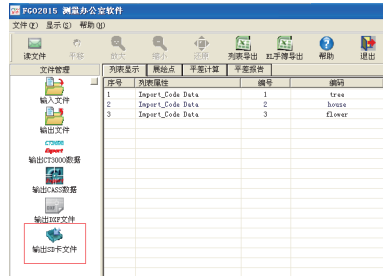 FGO2015 测量办公室软件
文件(F) 显示(S) 帮助(H)
读文件 平移 放大 缩小 还原 列表导出 XL手簿导出 帮助 退出
文件管理 列表显示 展绘点 平差计算 平差报告
序号 列表属性 编号 编码
1 Import_Code Data 1 tree
2 Import_Code Data 2 house
3 Import_Code Data 3 flower
输入文件
输出文件
CT3000
Export
输出CT3000数据
输出CASS数据
输出DXF文件
输出SD卡文件